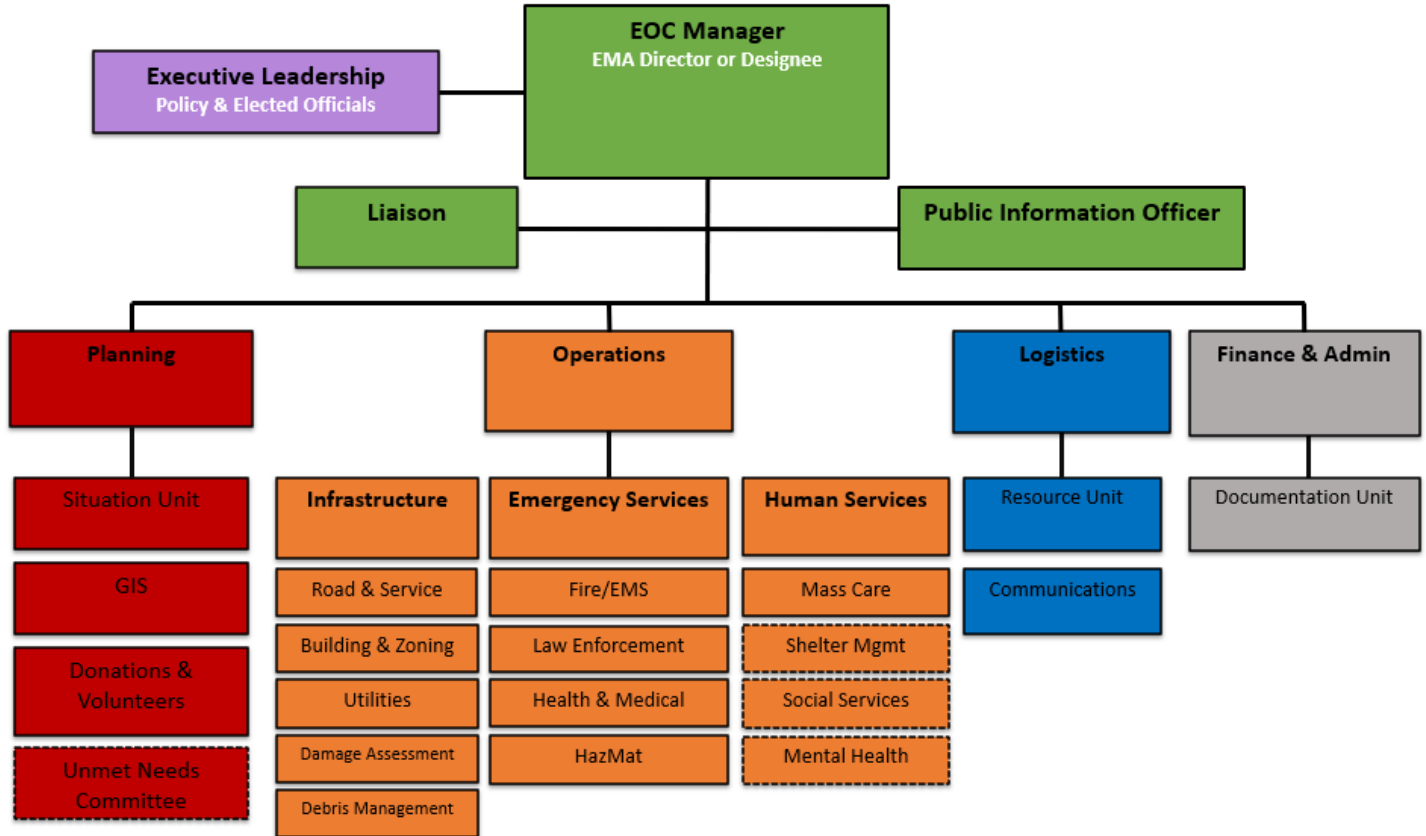 EOC Manager
EMA Director or Designee
Executive Leadership
Policy & Elected Officials
Liaison
Public Information Officer
Planning
Operations
Logistics
Finance & Admin
Situation Unit
Infrastructure
Emergency Services
Human Services
Resource Unit
Documentation Unit
GIS
Road & Service
Fire/EMS
Mass Care
Communications
Building & Zoning
Law Enforcement
Shelter Mgmt
Donations &
Volunteers
Utilities
Health & Medical
Social Services
Damage Assessment
HazMat
Mental Health
Unmet Needs
Committee
Debris Management